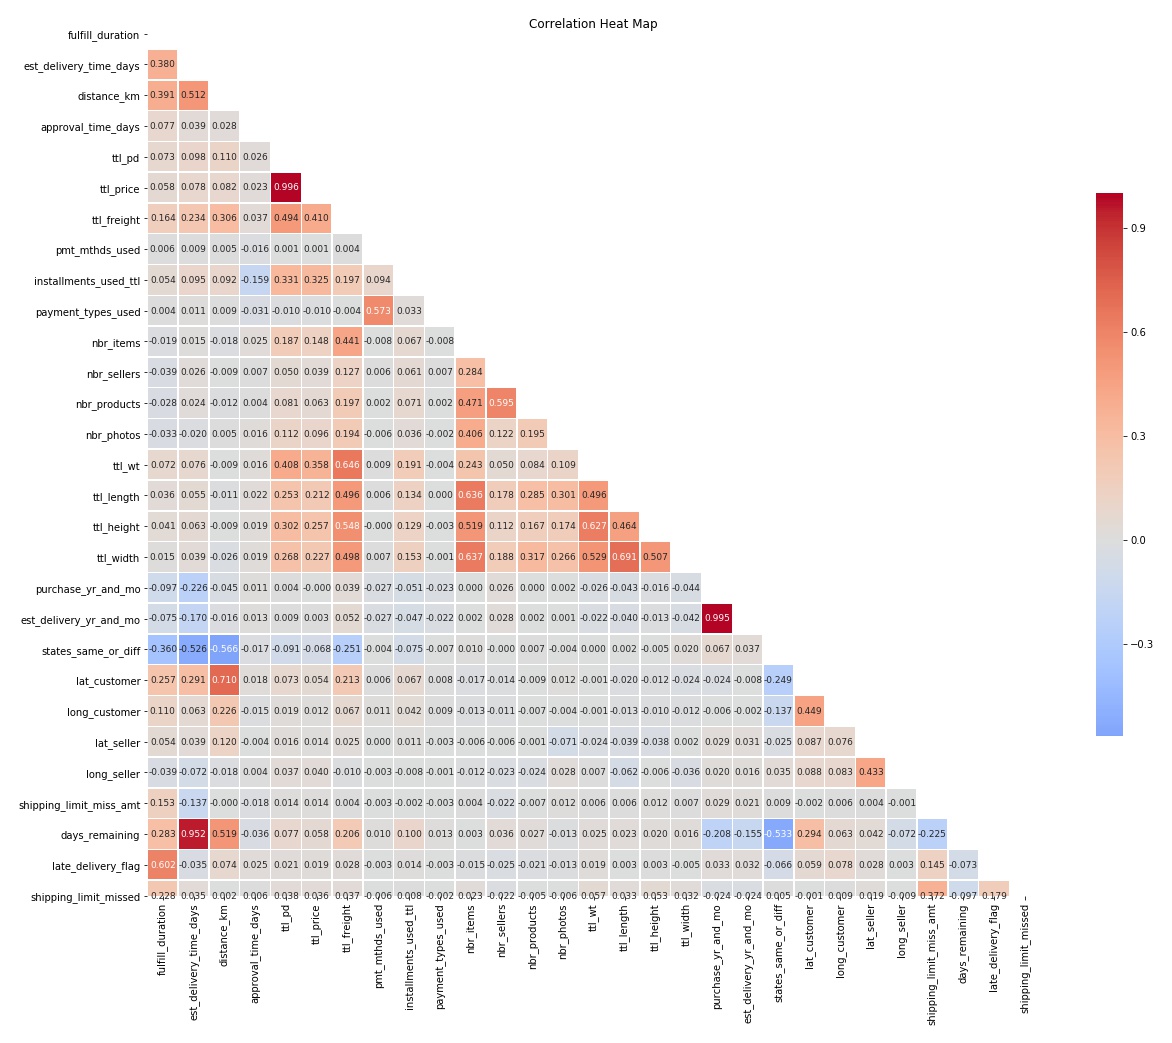 Correlation Heat Map
fulfill_duration
est_delivery_time_days 0.380
distance_km 0.391 0.512
approval_time_days 0.077 0.039 0.028
ttl_pd 0.073 0.098 0.110 0.026
ttl_price 0.058 0.078 0.082 0.023 0.996
ttl_freight 0.164 0.234 0.306 0.037 0.494 0.410
pmt_mthds_used 0.006 0.009 0.005 -0.016 0.001 0.001 0.004
installments_used_ttl 0.054 0.095 0.092 -0.159 0.331 0.325 0.197 0.094
payment_types_used 0.004 0.011 0.009 -0.031 -0.010 -0.010 -0.004 0.573 0.033
nbr_items -0.019 0.015 -0.018 0.025 0.187 0.148 0.441 -0.008 0.067 -0.008
nbr_sellers -0.039 0.026 -0.009 0.007 0.050 0.039 0.127 0.006 0.061 0.007 0.284
nbr_products -0.028 0.024 -0.012 0.004 0.081 0.063 0.197 0.002 0.071 0.002 0.471 0.595
nbr_photos -0.033 -0.020 0.005 0.016 0.112 0.096 0.194 -0.006 0.036 -0.002 0.406 0.122 0.195
ttl_wt 0.072 0.076 -0.009 0.016 0.408 0.358 0.646 0.009 0.191 -0.004 0.243 0.050 0.084 0.109
ttl_length 0.036 0.055 -0.011 0.022 0.253 0.212 0.496 0.006 0.134 0.000 0.636 0.178 0.285 0.301 0.496
ttl_height 0.041 0.063 -0.009 0.019 0.302 0.257 0.548 -0.000 0.129 -0.003 0.519 0.112 0.167 0.174 0.627 0.464
ttl_width 0.015 0.039 -0.026 0.019 0.268 0.227 0.498 0.007 0.153 -0.001 0.637 0.188 0.317 0.266 0.529 0.691 0.507
purchase_yr_and_mo -0.097 -0.226 -0.045 0.011 0.004 -0.000 0.039 -0.027 -0.051 -0.023 0.000 0.026 0.000 0.002 -0.026 -0.043 -0.016 -0.044
est_delivery_yr_and_mo -0.075 -0.170 -0.016 0.013 0.009 0.003 0.052 -0.027 -0.047 -0.022 0.002 0.028 0.002 0.001 -0.022 -0.040 -0.013 -0.042 0.995
states_same_or_diff -0.360 -0.526 -0.566 -0.017 -0.091 -0.068 -0.251 -0.004 -0.075 -0.007 0.010 -0.000 0.007 -0.004 0.000 0.002 -0.005 0.020 0.067 0.037
lat_customer 0.257 0.291 0.710 0.018 0.073 0.054 0.213 0.006 0.067 0.008 -0.017 -0.014 -0.009 0.012 -0.001 -0.020 -0.012 -0.024 -0.024 -0.008 -0.249
long_customer 0.110 0.063 0.226 -0.015 0.019 0.012 0.067 0.011 0.042 0.009 -0.013 -0.011 -0.007 -0.004 -0.001 -0.013 -0.010 -0.012 -0.006 -0.002 -0.137 0.449
lat_seller 0.054 0.039 0.120 -0.004 0.016 0.014 0.025 0.000 0.011 -0.003 -0.006 -0.006 -0.001 -0.071 -0.024 -0.039 -0.038 0.002 0.029 0.031 -0.025 0.087 0.076
long_seller -0.039 -0.072 -0.018 0.004 0.037 0.040 -0.010 -0.003 -0.008 -0.001 -0.012 -0.023 -0.024 0.028 0.007 -0.062 -0.006 -0.036 0.020 0.016 0.035 0.088 0.083 0.433
shipping_limit_miss_amt 0.153 -0.137 -0.000 -0.018 0.014 0.014 0.004 -0.003 -0.002 -0.003 0.004 -0.022 -0.007 0.012 0.006 0.006 0.012 0.007 0.029 0.021 0.009 -0.002 0.006 0.004 -0.001
days_remaining 0.283 0.952 0.519 -0.036 0.077 0.058 0.206 0.010 0.100 0.013 0.003 0.036 0.027 -0.013 0.025 0.023 0.020 0.016 -0.208 -0.155 -0.533 0.294 0.063 0.042 -0.072 -0.225
late_delivery_flag 0.602 -0.035 0.074 0.025 0.021 0.019 0.028 -0.003 0.014 -0.003 -0.015 -0.025 -0.021 -0.013 0.019 0.003 0.003 -0.005 0.033 0.032 -0.066 0.059 0.078 0.028 0.003 0.145 -0.073
shipping_limit_missed 0.228 0.035 0.002 0.006 0.038 0.036 0.037 0.006 0.008 0.002 0.023 -0.022 -0.005 -0.006 0.057 0.033 0.053 0.032 -0.024 -0.024 0.005 -0.001 0.009 0.019 -0.009 0.372 -0.097 0.179
fulfill_duration
est_delivery_time_days
distance_km
approval_time_days
ttl_pd
ttl_price
ttl_freight
pmt_mthds_used
installments_used_ttl
payment_types_used
nbr_items
nbr_sellers
nbr_products
nbr_photos
ttl_wt
ttl_length
ttl_height
ttl_width
purchase_yr_and_mo
est_delivery_yr_and_mo
states_same_or_diff
lat_customer
long_customer
lat_seller
long_seller
shipping_limit_miss_amt
days_remaining
late_delivery_flag
shipping_limit_missed
0.9
0.6
0.3
0.0
−0.3